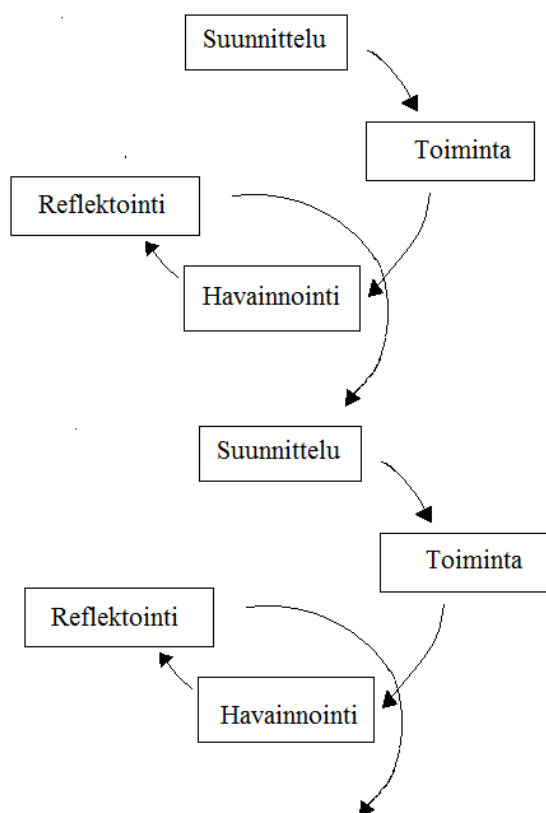 Suunnittelu
Toiminta
Reflektointi
Havainnointi
Suunnittelu
Toiminta
Reflektointi
Havainnointi